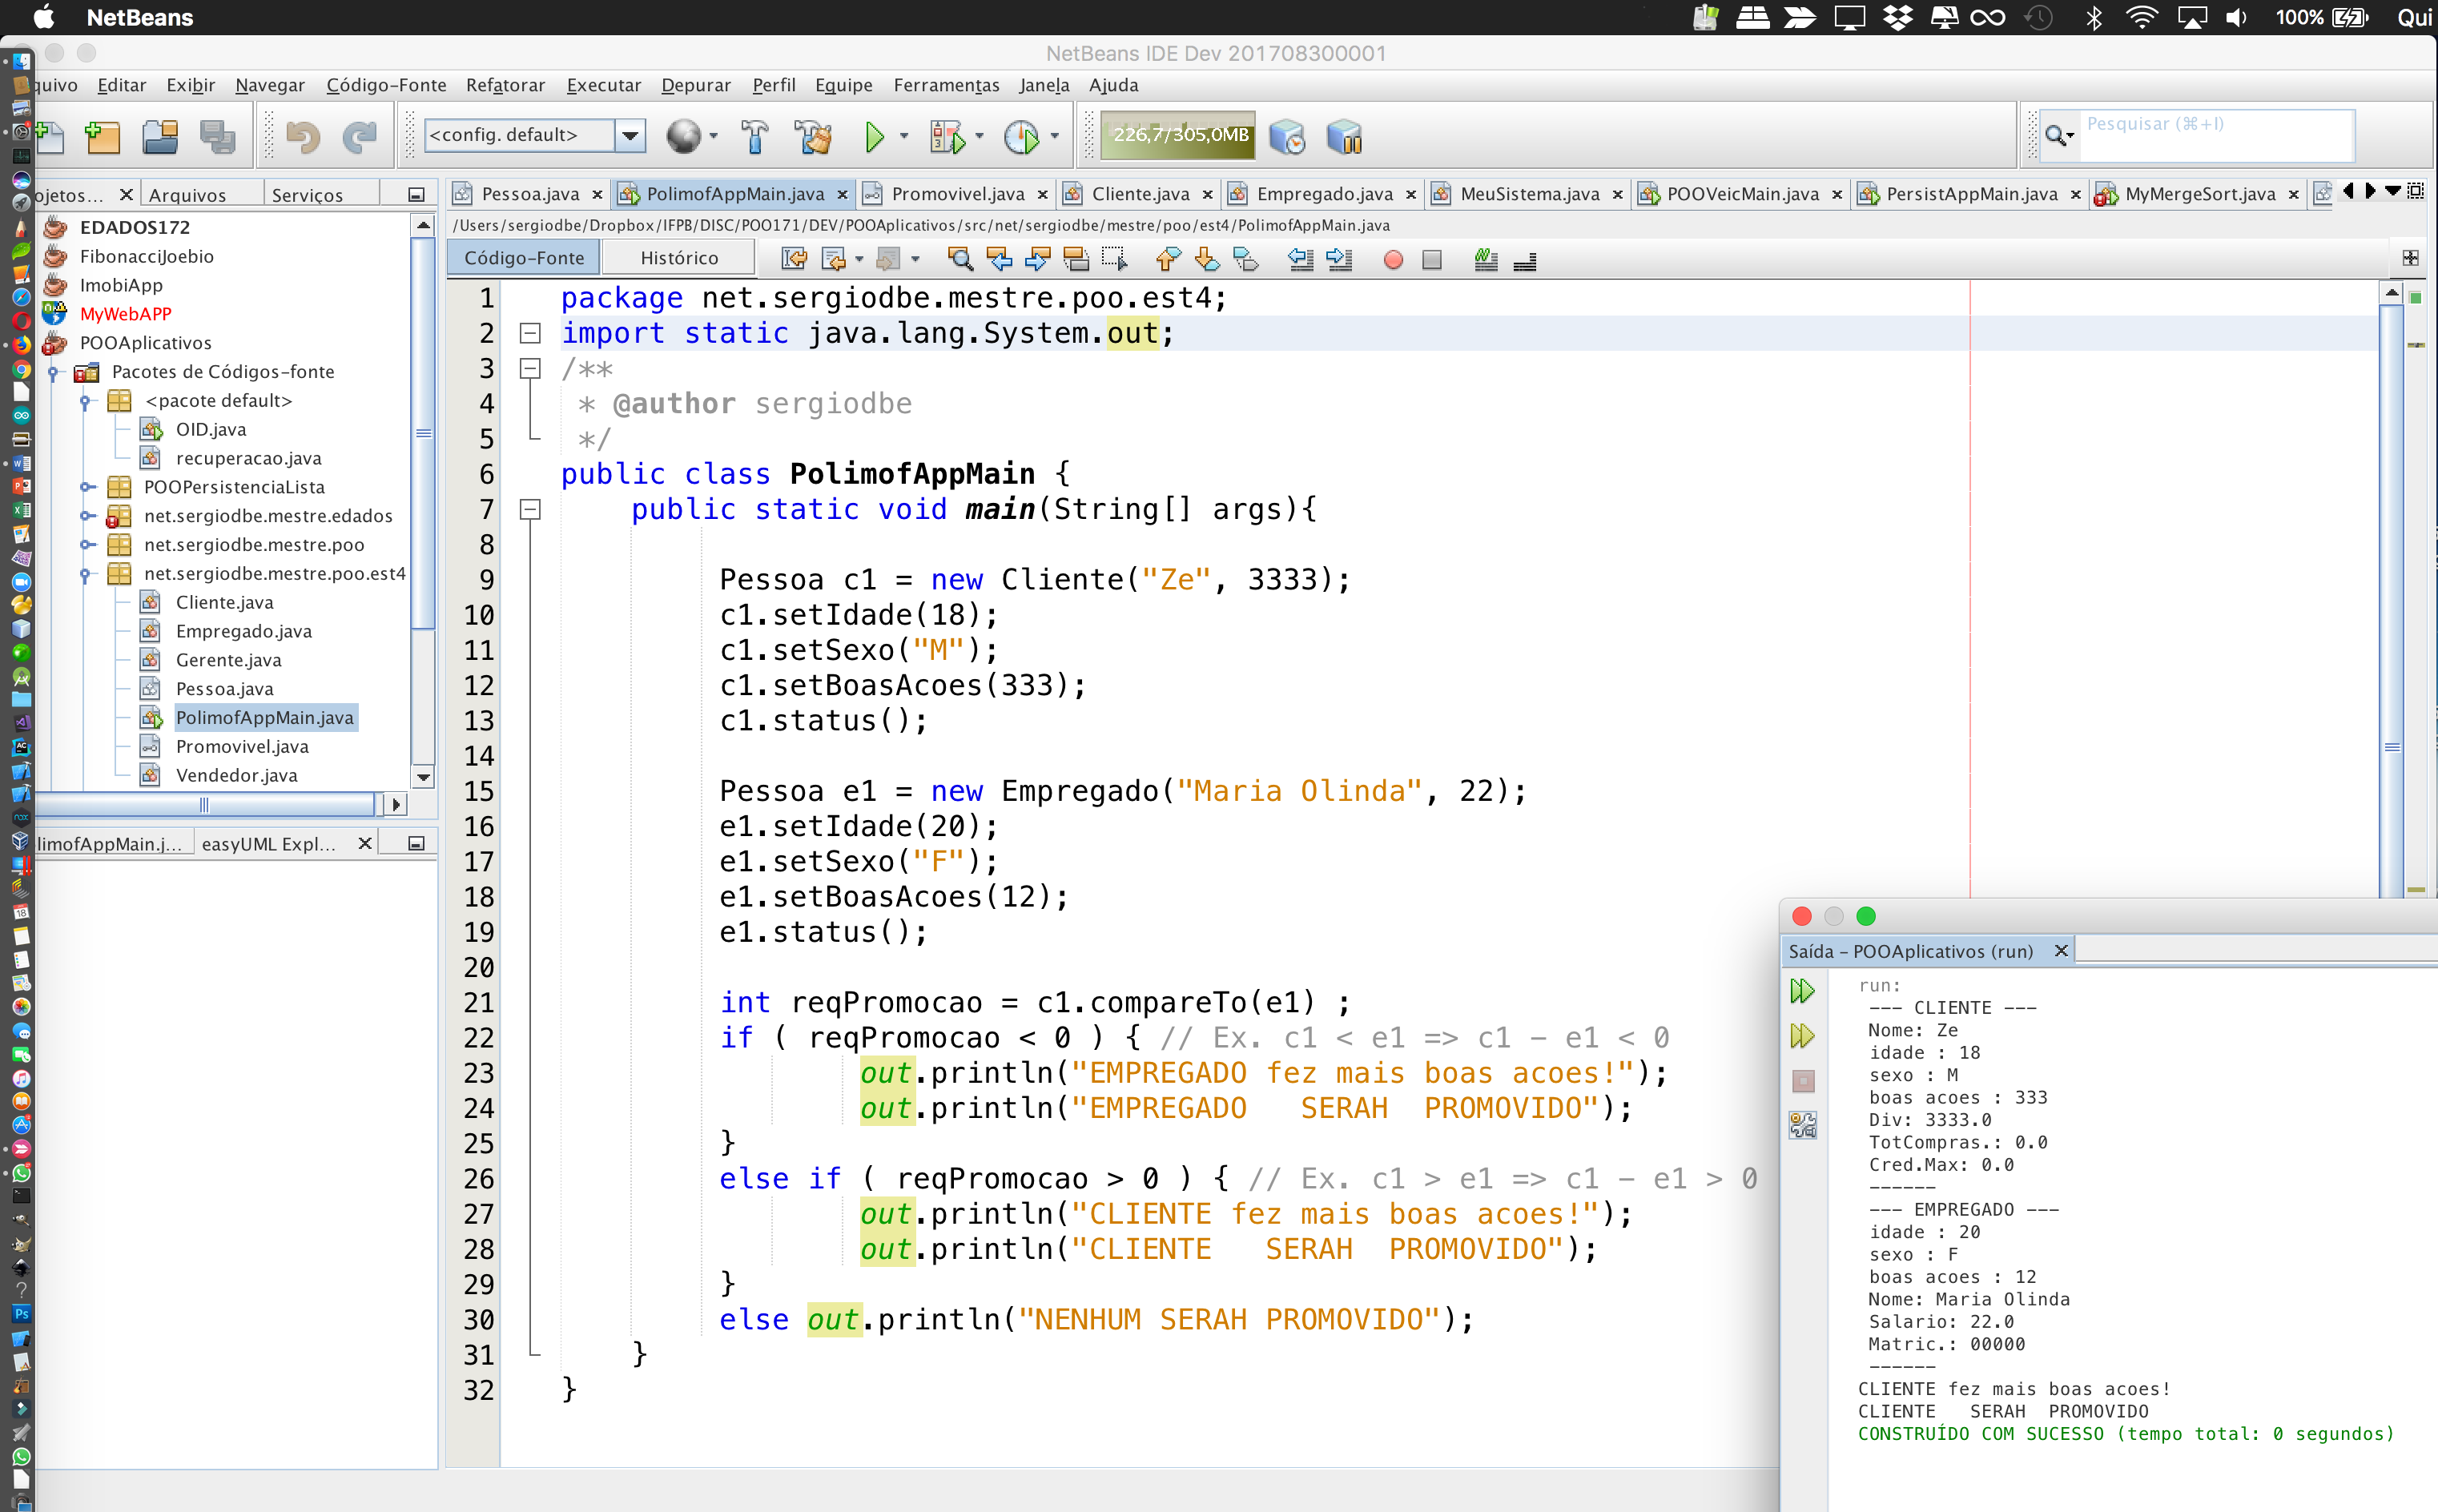 NetBeans
100%
Qui
NetBeans IDE Dev 201708300001
quivo Editar Exibir Navegar Código-Fonte Refatorar Executar Depurar Perfil Equipe Ferramentas Janela Ajuda
<config. default>
226,7/305,0MB
Pesquisar (⌘+I)
ojetos... Arquivos Serviços
Pessoa.java PolimofAppMain.java Promovivel.java Cliente.java Empregado.java MeuSistema.java POOVeicMain.java PersistAppMain.java MyMergeSort.java
/Users/sergiodbe/Dropbox/IFPB/DISC/POO171/DEV/POOAplicativos/src/net/sergiodbe/mestre/poo/est4/PolimofAppMain.java
Código-Fonte Histórico
EDADOS172
FibonacciJoebio
ImobiApp
MyWebAPP
POOAplicativos
Pacotes de Códigos-fonte
<pacote default>
OID.java
recuperacao.java
POOPersistenciaLista
net.sergiodbe.mestre.edados
net.sergiodbe.mestre.poo
net.sergiodbe.mestre.poo.est4
Cliente.java
Empregado.java
Gerente.java
Pessoa.java
PolimofAppMain.java
Promovivel.java
Vendedor.java
limofAppMain.j... easyUML Expl...
1 package net.sergiodbe.mestre.poo.est4;
2 import static java.lang.System.out;
3 /**
4 * @author sergiodbe
5 */
6 public class PolimofAppMain {
7 public static void main(String[] args){
8
9 Pessoa c1 = new Cliente("Ze", 3333);
10 c1.setIdade(18);
11 c1.setSexo("M");
12 c1.setBoasAcoes(333);
13 c1.status();
14
15 Pessoa e1 = new Empregado("Maria Olinda", 22);
16 e1.setIdade(20);
17 e1.setSexo("F");
18 e1.setBoasAcoes(12);
19 e1.status();
20
21 int reqPromocao = c1.compareTo(e1) ;
22 if ( reqPromocao < 0 ) { // Ex. c1 < e1 => c1 - e1 < 0
23 out.println("EMPREGADO fez mais boas acoes!");
24 out.println("EMPREGADO   SERAH  PROMOVIDO");
25 }
26 else if ( reqPromocao > 0 ) { // Ex. c1 > e1 => c1 - e1 > 0
27 out.println("CLIENTE fez mais boas acoes!");
28 out.println("CLIENTE   SERAH  PROMOVIDO");
29 }
30 else out.println("NENHUM SERAH PROMOVIDO");
31 }
32 }
Saída - POOAplicativos (run)
run:
--- CLIENTE ---
Nome: Ze
idade : 18
sexo : M
boas acoes : 333
Div: 3333.0
TotCompras.: 0.0
Cred.Max: 0.0
------
--- EMPREGADO ---
idade : 20
sexo : F
boas acoes : 12
Nome: Maria Olinda
Salario: 22.0
Matric.: 00000
------
CLIENTE fez mais boas acoes!
CLIENTE   SERAH  PROMOVIDO
CONSTRUÍDO COM SUCESSO (tempo total: 0 segundos)